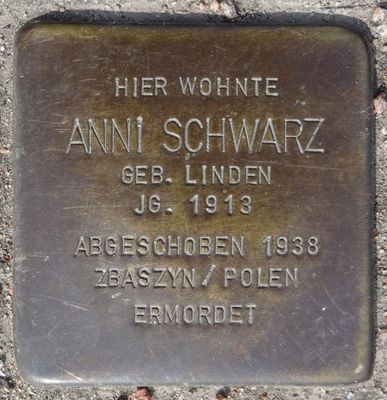 HIER WOHNTE
ANNI SCHWARZ
GEB. LINDEN
JG. 1913
ABGESCHOBEN 1938
ZBASZYN / POLEN
ERMORDET